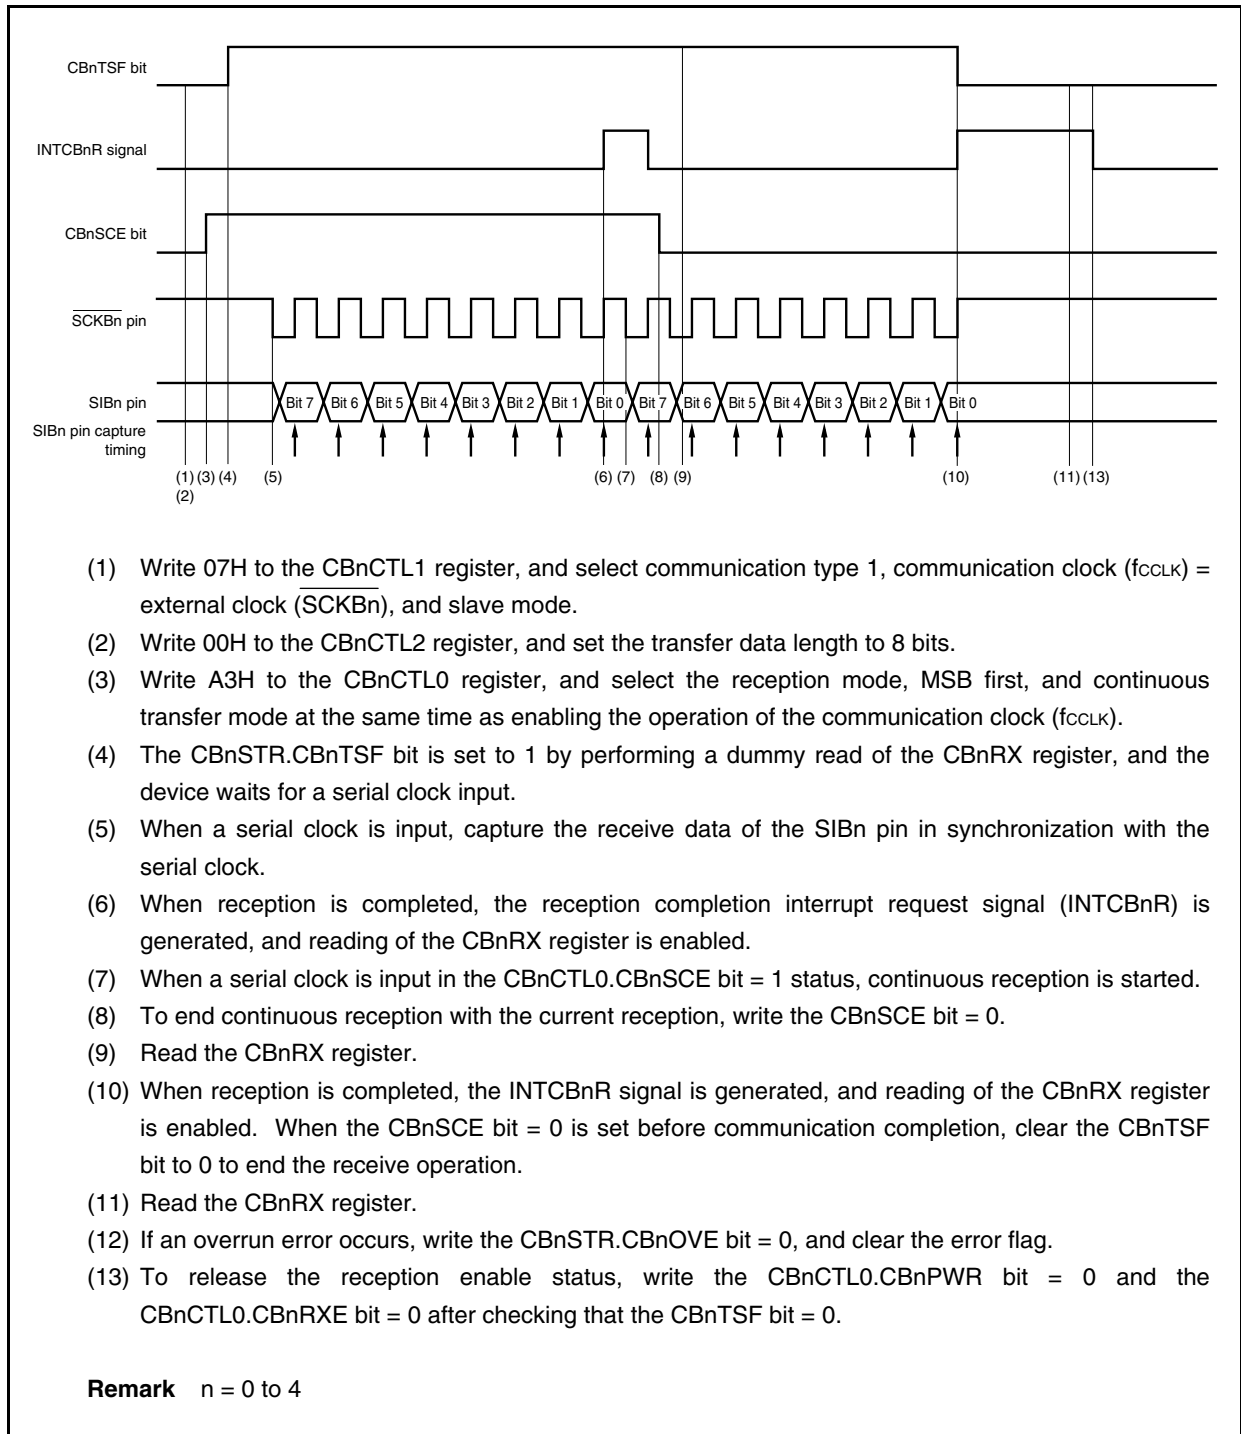 CBnTSF bit
INTCBnR signal
CBnSCE bit
SCKBn pin
SIBn pin
Bit 7 Bit 6 Bit 5 Bit 4 Bit 3 Bit 2 Bit 1 Bit 0 Bit 7 Bit 6 Bit 5 Bit 4 Bit 3 Bit 2 Bit 1 Bit 0
SIBn pin capture
timing
(1) (3) (4) (5) (6) (7) (8) (9) (10) (11) (13)
(2)
(1) Write 07H to the CBnCTL1 register, and select communication type 1, communication clock (fCCLK) =
external clock (SCKBn), and slave mode.
(2) Write 00H to the CBnCTL2 register, and set the transfer data length to 8 bits.
(3) Write A3H to the CBnCTL0 register, and select the reception mode, MSB first, and continuous
transfer mode at the same time as enabling the operation of the communication clock (fCCLK).
(4) The CBnSTR.CBnTSF bit is set to 1 by performing a dummy read of the CBnRX register, and the
device waits for a serial clock input.
(5) When a serial clock is input, capture the receive data of the SIBn pin in synchronization with the
serial clock.
(6) When reception is completed, the reception completion interrupt request signal (INTCBnR) is
generated, and reading of the CBnRX register is enabled.
(7) When a serial clock is input in the CBnCTL0.CBnSCE bit = 1 status, continuous reception is started.
(8) To end continuous reception with the current reception, write the CBnSCE bit = 0.
(9) Read the CBnRX register.
(10) When reception is completed, the INTCBnR signal is generated, and reading of the CBnRX register
is enabled. When the CBnSCE bit = 0 is set before communication completion, clear the CBnTSF
bit to 0 to end the receive operation.
(11) Read the CBnRX register.
(12) If an overrun error occurs, write the CBnSTR.CBnOVE bit = 0, and clear the error flag.
(13) To release the reception enable status, write the CBnCTL0.CBnPWR bit = 0 and the
CBnCTL0.CBnRXE bit = 0 after checking that the CBnTSF bit = 0.
Remark n = 0 to 4